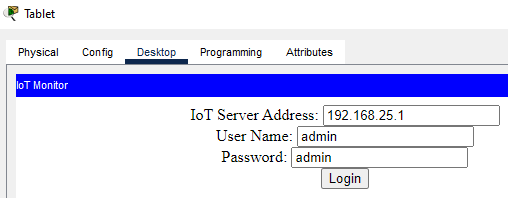 Tablet
Physical Config Desktop Programming Attributes
IoT Monitor
IoT Server Address: 192.168.25.1
User Name: admin
Password: admin
Login